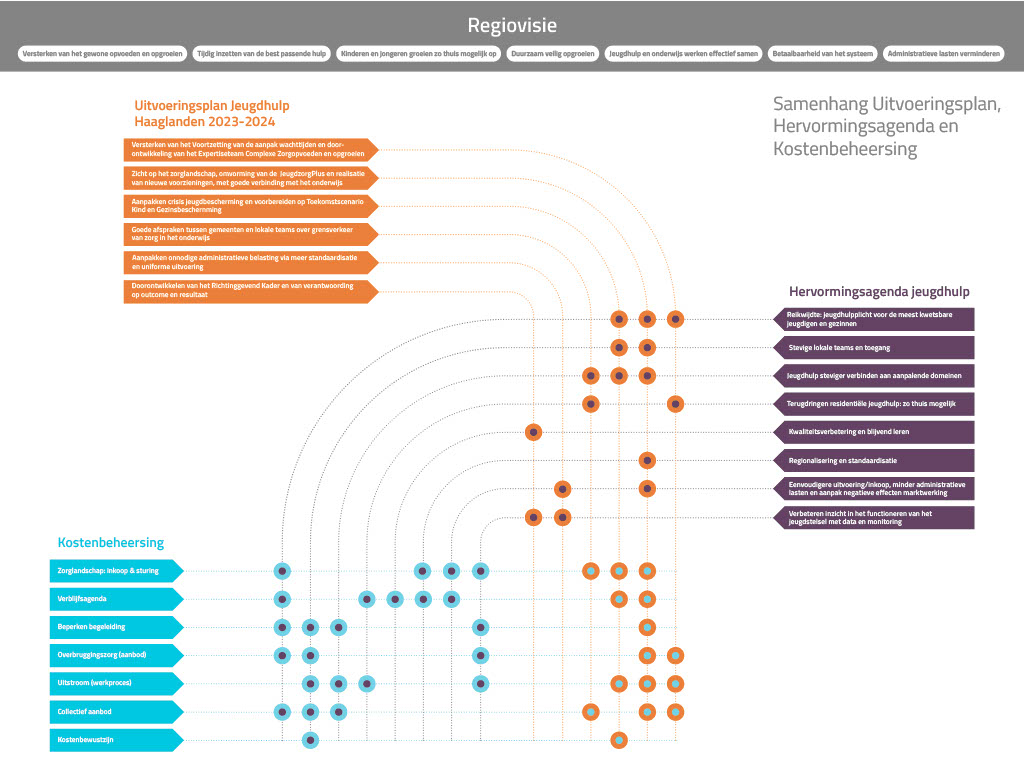 Regiovisie
Versterken van het gewone opvoeden en opgroeien
Tijdig inzetten van de best passende hulp
Kinderen en jongeren groeien zo thuis mogelijk op
Duurzaam veilig opgroeien
Jeugdhulp en onderwijs werken effectief samen
Betaalbaarheid van het systeem
Administratieve lasten verminderen
Samenhang Uitvoeringsplan,
Hervormingsagenda en
Kostenbeheersing
Uitvoeringsplan Jeugdhulp
Haaglanden 2023-2024
Versterken van het Voortzetting van de aanpak wachttijden en door-
ontwikkeling van het Expertiseteam Complexe Zorgopvoeden en opgroeien
Zicht op het zorglandschap, omvorming van de JeugdzorgPlus en realisatie
van nieuwe voorzieningen, met goede verbinding met het onderwijs
Aanpakken crisis jeugdbescherming en voorbereiden op Toekomstscenario
Kind en Gezinsbeschernming
Goede afspraken tussen gemeenten en lokale teams over grensverkeer
van zorg in het onderwijs
Aanpakken onnodige administratieve belasting via meer standaardisatie
en uniforme uitvoering
Doorontwikkelen van het Richtinggevend Kader en van verantwoording
op outcome en resultaat
Hervormingsagenda jeugdhulp
Reikwijdte: jeugdhulpplicht voor de meest kwetsbare
jeugdigen en gezinnen
Stevige lokale teams en toegang
Jeugdhulp steviger verbinden aan aanpalende domeinen
Terugdringen residentiële jeugdhulp: zo thuis mogelijk
Kwaliteitsverbetering en blijvend leren
Regionalisering en standaardisatie
Eenvoudigere uitvoering/inkoop, minder administratieve
lasten en aanpak negatieve effecten marktwerking
Verbeteren inzicht in het functioneren van het
jeugdstelsel met data en monitoring
Kostenbeheersing
Zorglandschap: inkoop & sturing
Verblijfsagenda
Beperken begeleiding
Overbruggingszorg (aanbod)
Uitstroom (werkproces)
Collectief aanbod
Kostenbewustzijn